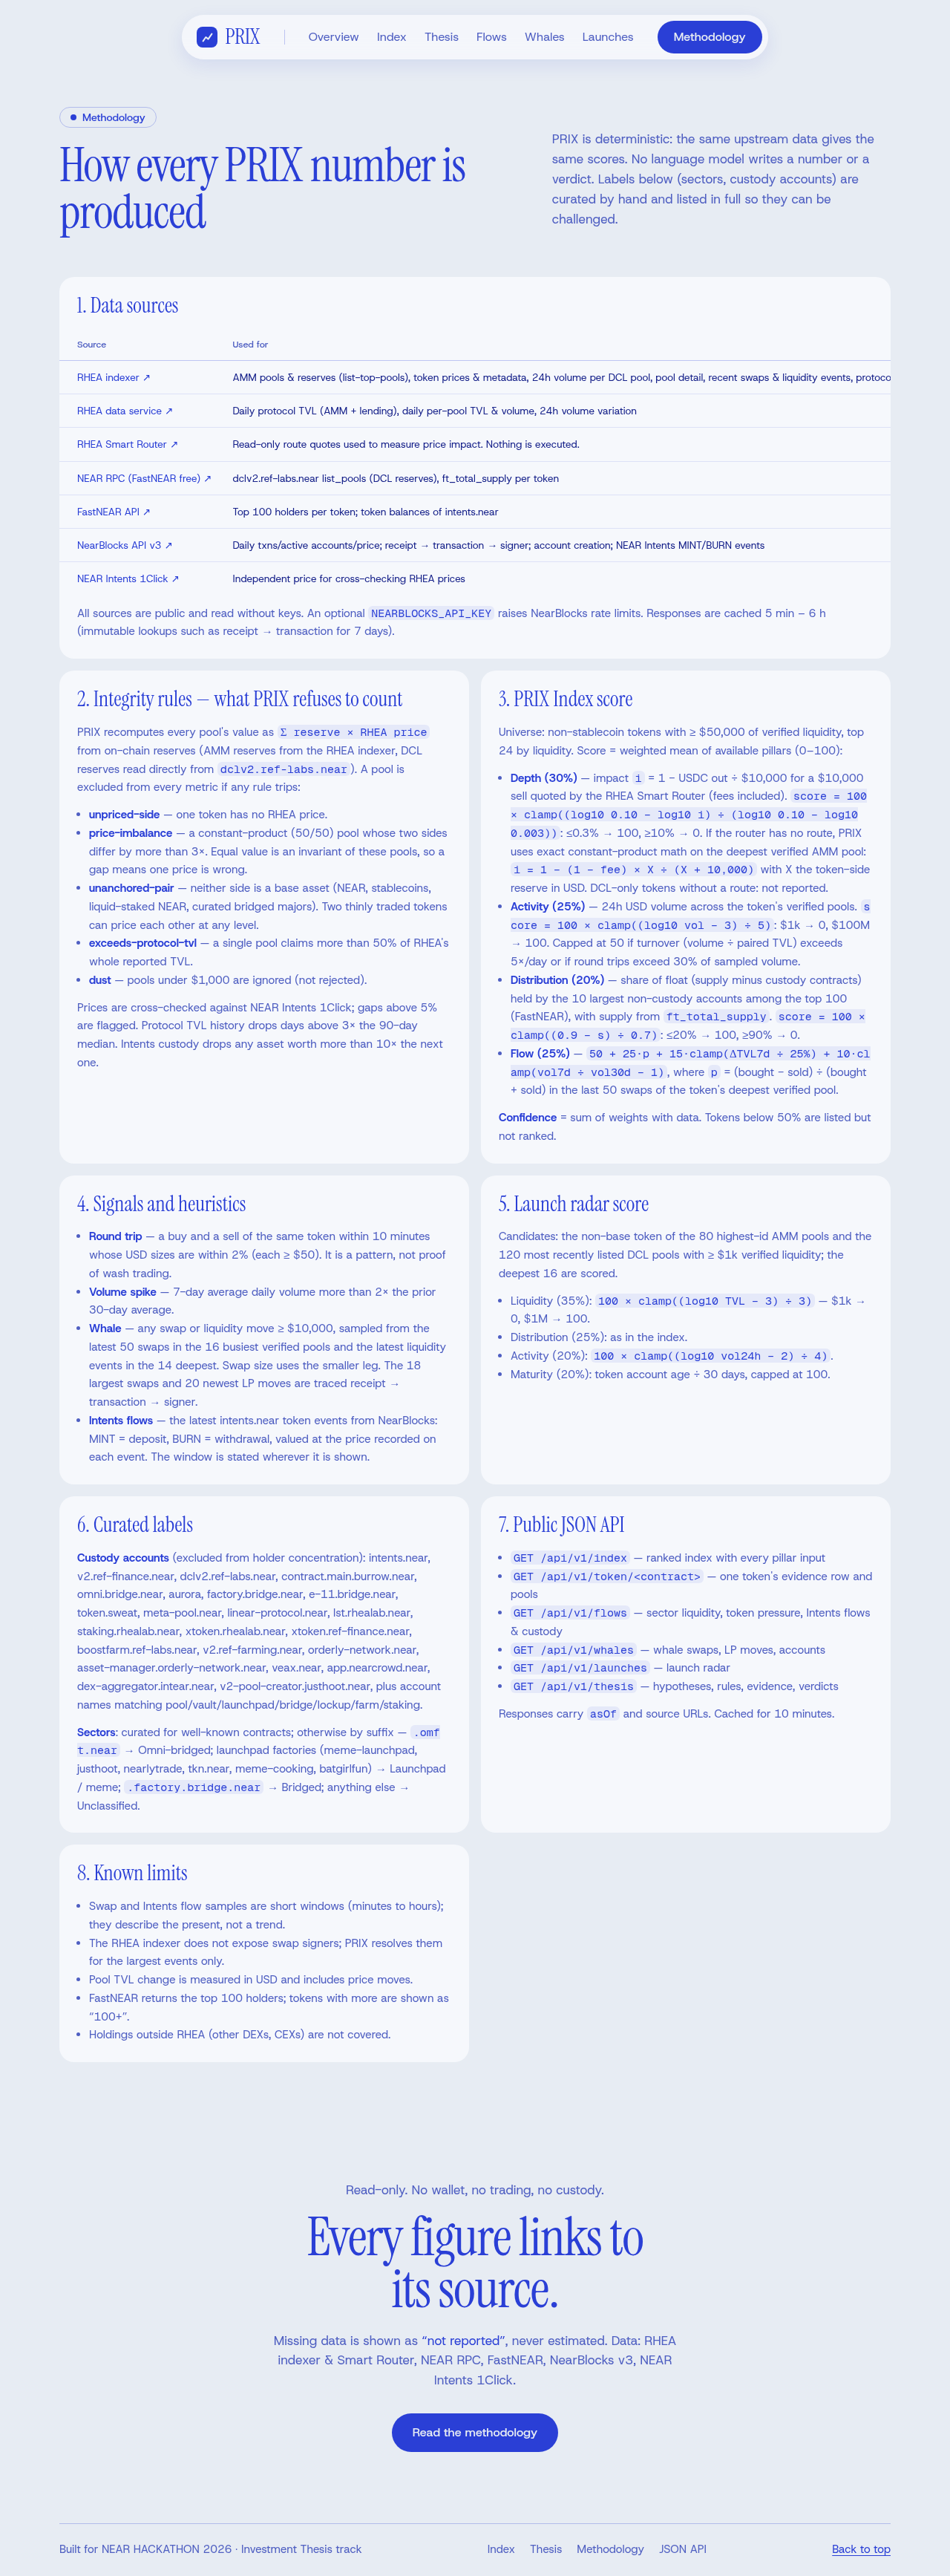 PRIX
Overview
Index
Thesis
Flows
Whales
Launches
Methodology
Methodology
How every PRIX number is
produced
PRIX is deterministic: the same upstream data gives the
same scores. No language model writes a number or a
verdict. Labels below (sectors, custody accounts) are
curated by hand and listed in full so they can be
challenged.
1. Data sources
Source Used for
RHEA indexer ↗ AMM pools & reserves (list-top-pools), token prices & metadata, 24h volume per DCL pool, pool detail, recent swaps & liquidity events, protoco
RHEA data service ↗ Daily protocol TVL (AMM + lending), daily per-pool TVL & volume, 24h volume variation
RHEA Smart Router ↗ Read-only route quotes used to measure price impact. Nothing is executed.
NEAR RPC (FastNEAR free) ↗ dclv2.ref-labs.near list_pools (DCL reserves), ft_total_supply per token
FastNEAR API ↗ Top 100 holders per token; token balances of intents.near
NearBlocks API v3 ↗ Daily txns/active accounts/price; receipt → transaction → signer; account creation; NEAR Intents MINT/BURN events
NEAR Intents 1Click ↗ Independent price for cross-checking RHEA prices
All sources are public and read without keys. An optional NEARBLOCKS_API_KEY raises NearBlocks rate limits. Responses are cached 5 min – 6 h
(immutable lookups such as receipt → transaction for 7 days).
2. Integrity rules — what PRIX refuses to count
PRIX recomputes every pool's value as Σ reserve × RHEA price
from on-chain reserves (AMM reserves from the RHEA indexer, DCL
reserves read directly from dclv2.ref-labs.near). A pool is
excluded from every metric if any rule trips:
• unpriced-side — one token has no RHEA price.
• price-imbalance — a constant-product (50/50) pool whose two sides
differ by more than 3×. Equal value is an invariant of these pools, so a
gap means one price is wrong.
• unanchored-pair — neither side is a base asset (NEAR, stablecoins,
liquid-staked NEAR, curated bridged majors). Two thinly traded tokens
can price each other at any level.
• exceeds-protocol-tvl — a single pool claims more than 50% of RHEA's
whole reported TVL.
• dust — pools under $1,000 are ignored (not rejected).
Prices are cross-checked against NEAR Intents 1Click; gaps above 5%
are flagged. Protocol TVL history drops days above 3× the 90-day
median. Intents custody drops any asset worth more than 10× the next
one.
3. PRIX Index score
Universe: non-stablecoin tokens with ≥ $50,000 of verified liquidity, top
24 by liquidity. Score = weighted mean of available pillars (0–100):
• Depth (30%) — impact i = 1 − USDC out ÷ $10,000 for a $10,000
sell quoted by the RHEA Smart Router (fees included). score = 100
× clamp((log10 0.10 − log10 i) ÷ (log10 0.10 − log10
0.003)): ≤0.3% → 100, ≥10% → 0. If the router has no route, PRIX
uses exact constant-product math on the deepest verified AMM pool:
i = 1 − (1 − fee) × X ÷ (X + 10,000) with X the token-side
reserve in USD. DCL-only tokens without a route: not reported.
• Activity (25%) — 24h USD volume across the token's verified pools. s
core = 100 × clamp((log10 vol − 3) ÷ 5): $1k → 0, $100M
→ 100. Capped at 50 if turnover (volume ÷ paired TVL) exceeds
5×/day or if round trips exceed 30% of sampled volume.
• Distribution (20%) — share of float (supply minus custody contracts)
held by the 10 largest non-custody accounts among the top 100
(FastNEAR), with supply from ft_total_supply. score = 100 ×
clamp((0.9 − s) ÷ 0.7): ≤20% → 100, ≥90% → 0.
• Flow (25%) — 50 + 25·p + 15·clamp(ΔTVL7d ÷ 25%) + 10·cl
amp(vol7d ÷ vol30d − 1), where p = (bought − sold) ÷ (bought
+ sold) in the last 50 swaps of the token's deepest verified pool.
Confidence = sum of weights with data. Tokens below 50% are listed but
not ranked.
4. Signals and heuristics
• Round trip — a buy and a sell of the same token within 10 minutes
whose USD sizes are within 2% (each ≥ $50). It is a pattern, not proof
of wash trading.
• Volume spike — 7-day average daily volume more than 2× the prior
30-day average.
• Whale — any swap or liquidity move ≥ $10,000, sampled from the
latest 50 swaps in the 16 busiest verified pools and the latest liquidity
events in the 14 deepest. Swap size uses the smaller leg. The 18
largest swaps and 20 newest LP moves are traced receipt →
transaction → signer.
• Intents flows — the latest intents.near token events from NearBlocks:
MINT = deposit, BURN = withdrawal, valued at the price recorded on
each event. The window is stated wherever it is shown.
5. Launch radar score
Candidates: the non-base token of the 80 highest-id AMM pools and the
120 most recently listed DCL pools with ≥ $1k verified liquidity; the
deepest 16 are scored.
• Liquidity (35%): 100 × clamp((log10 TVL − 3) ÷ 3) — $1k →
0, $1M → 100.
• Distribution (25%): as in the index.
• Activity (20%): 100 × clamp((log10 vol24h − 2) ÷ 4).
• Maturity (20%): token account age ÷ 30 days, capped at 100.
6. Curated labels
Custody accounts (excluded from holder concentration): intents.near,
v2.ref-finance.near, dclv2.ref-labs.near, contract.main.burrow.near,
omni.bridge.near, aurora, factory.bridge.near, e-11.bridge.near,
token.sweat, meta-pool.near, linear-protocol.near, lst.rhealab.near,
staking.rhealab.near, xtoken.rhealab.near, xtoken.ref-finance.near,
boostfarm.ref-labs.near, v2.ref-farming.near, orderly-network.near,
asset-manager.orderly-network.near, veax.near, app.nearcrowd.near,
dex-aggregator.intear.near, v2-pool-creator.justhoot.near, plus account
names matching pool/vault/launchpad/bridge/lockup/farm/staking.
Sectors: curated for well-known contracts; otherwise by suffix — .omf
t.near → Omni-bridged; launchpad factories (meme-launchpad,
justhoot, nearlytrade, tkn.near, meme-cooking, batgirlfun) → Launchpad
/ meme; .factory.bridge.near → Bridged; anything else →
Unclassified.
7. Public JSON API
• GET /api/v1/index — ranked index with every pillar input
• GET /api/v1/token/<contract> — one token's evidence row and
pools
• GET /api/v1/flows — sector liquidity, token pressure, Intents flows
& custody
• GET /api/v1/whales — whale swaps, LP moves, accounts
• GET /api/v1/launches — launch radar
• GET /api/v1/thesis — hypotheses, rules, evidence, verdicts
Responses carry asOf and source URLs. Cached for 10 minutes.
8. Known limits
• Swap and Intents flow samples are short windows (minutes to hours);
they describe the present, not a trend.
• The RHEA indexer does not expose swap signers; PRIX resolves them
for the largest events only.
• Pool TVL change is measured in USD and includes price moves.
• FastNEAR returns the top 100 holders; tokens with more are shown as
“100+”.
• Holdings outside RHEA (other DEXs, CEXs) are not covered.
Read-only. No wallet, no trading, no custody.
Every figure links to
its source.
Missing data is shown as “not reported”, never estimated. Data: RHEA
indexer & Smart Router, NEAR RPC, FastNEAR, NearBlocks v3, NEAR
Intents 1Click.
Read the methodology
Built for NEAR HACKATHON 2026 · Investment Thesis track
Index
Thesis
Methodology
JSON API
Back to top